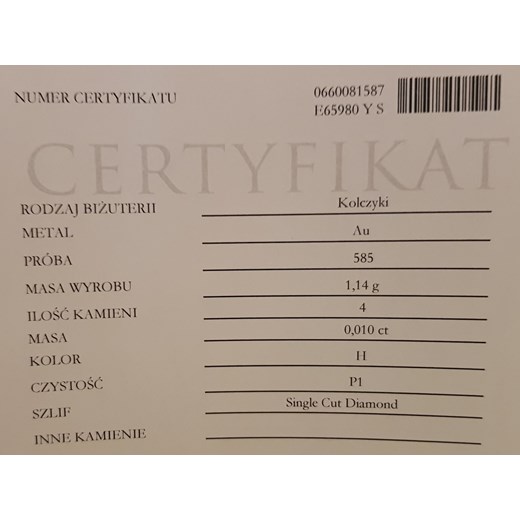 NUMER CERTYFIKATU 0660081587
E65980 Y S
CERTYFIKAT
RODZAJ BIŻUTERII Kolczyki
METAL Au
PRÓBA 585
MASA WYROBU 1,14 g
ILOŚĆ KAMIENI 4
MASA 0,010 ct
KOLOR H
CZYSTOŚĆ P1
SZLIF Single Cut Diamond
INNE KAMIENIE